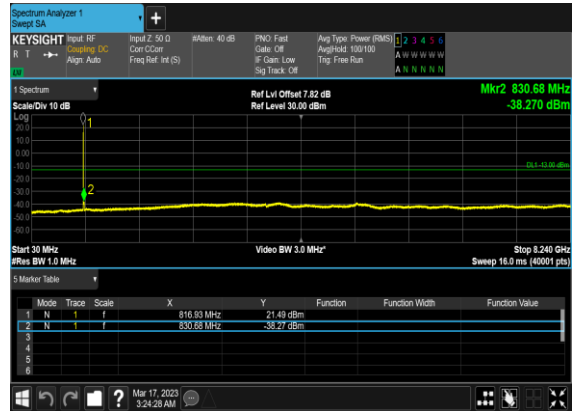 Spectrum Analyzer 1
Swept SA
KEYSIGHT Input: RF Input Z: 50 Ω #Atten: 40 dB PNO: Fast Avg Type: Power (RMS) 1 2 3 4 5 6
R T Coupling: DC Corr CCorr Gate: Off Avg|Hold: 100/100 A W W W W W
Align: Auto Freq Ref: Int (S) IF Gain: Low Trig: Free Run
LW Sig Track: Off A N N N N N
1 Spectrum Ref Lvl Offset 7.82 dB Mkr2 830.68 MHz
Scale/Div 10 dB Ref Level 30.00 dBm -38.270 dBm
Log
20.0
10.0
0.00
-10.0
-20.0
-30.0
-40.0
-50.0
-60.0
1
DL1 -13.00 dBm
2
Start 30 MHz Video BW 3.0 MHz* Stop 8.240 GHz
#Res BW 1.0 MHz Sweep 16.0 ms (40001 pts)
5 Marker Table
Mode Trace Scale X Y Function Function Width Function Value
1 N 1 f 816.93 MHz 21.49 dBm
2 N 1 f 830.68 MHz -38.27 dBm
3
4
5
6
Mar 17, 2023
3:24:28 AM